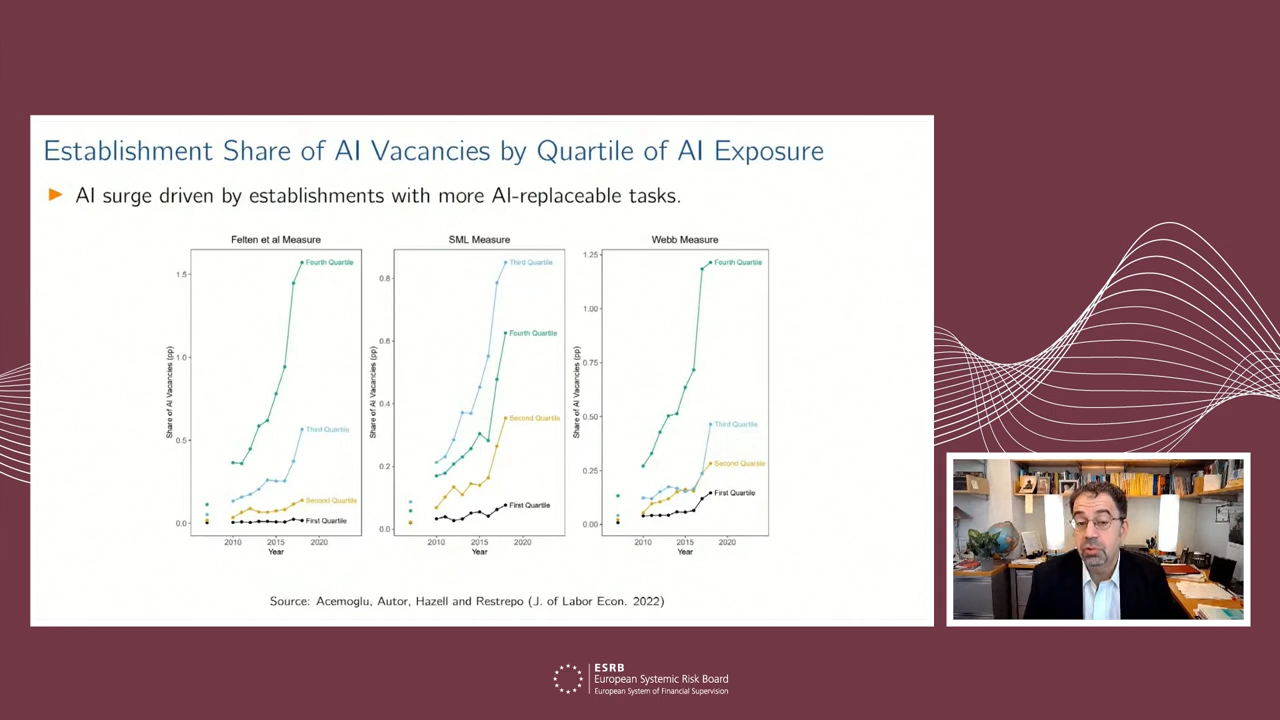 Establishment Share of AI Vacancies by Quartile of AI Exposure
AI surge driven by establishments with more AI-replaceable tasks.
Felten et al Measure
Share of AI Vacancies (pp)
1.5
1.0
0.5
0.0
Fourth Quartile
Third Quartile
Second Quartile
First Quartile
2010 2015 2020
Year
SML Measure
Share of AI Vacancies (pp)
0.8
0.6
0.4
0.2
0.0
Third Quartile
Fourth Quartile
Second Quartile
First Quartile
2010 2015 2020
Year
Webb Measure
Share of AI Vacancies (pp)
1.25
1.00
0.75
0.50
0.25
0.00
Fourth Quartile
Third Quartile
Second Quartile
First Quartile
2010 2015 2020
Year
Source: Acemoglu, Autor, Hazell and Restrepo (J. of Labor Econ. 2022)
ESRB
European Systemic Risk Board
European System of Financial Supervision